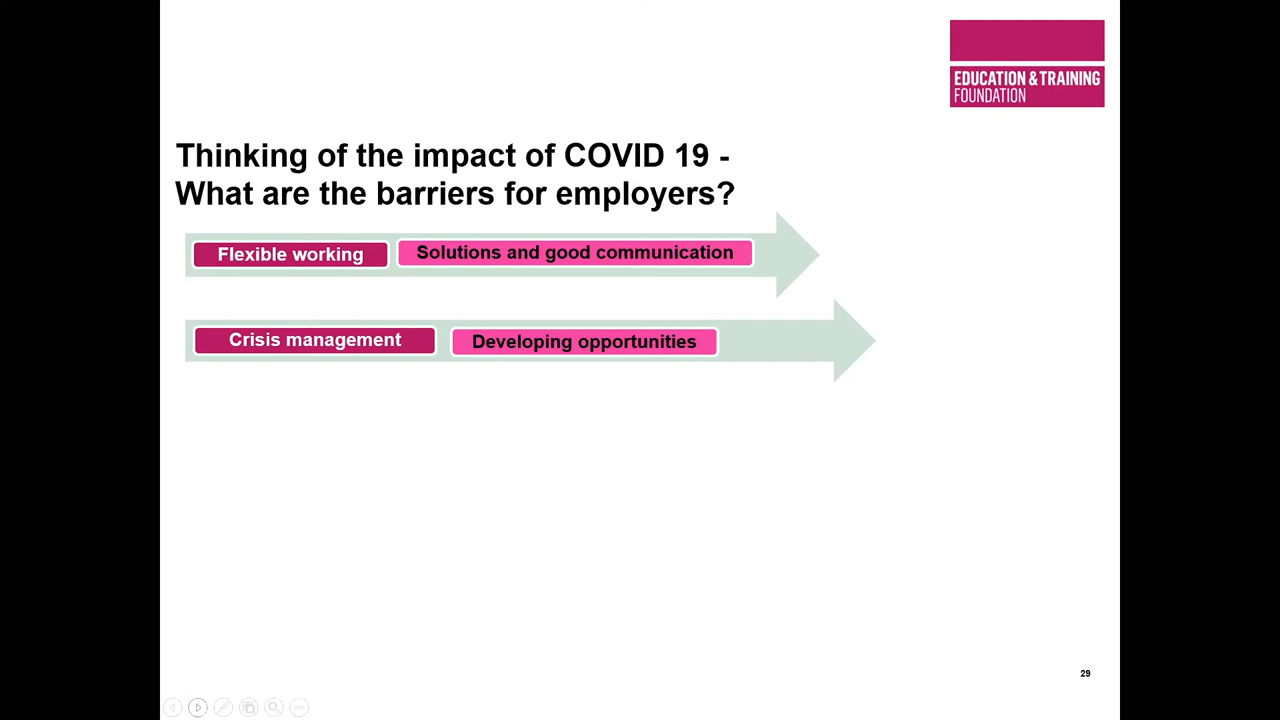 EDUCATION & TRAINING
FOUNDATION
Thinking of the impact of COVID 19 -
What are the barriers for employers?
Flexible working
Solutions and good communication
Crisis management
Developing opportunities
29